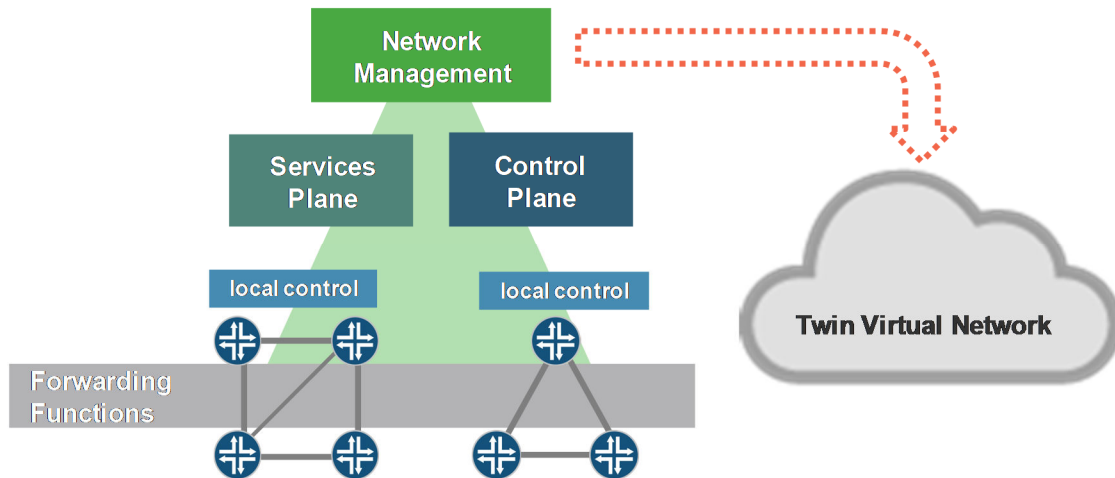 Network
Management
Services
Plane
Control
Plane
local control
local control
Twin Virtual Network
Forwarding
Functions